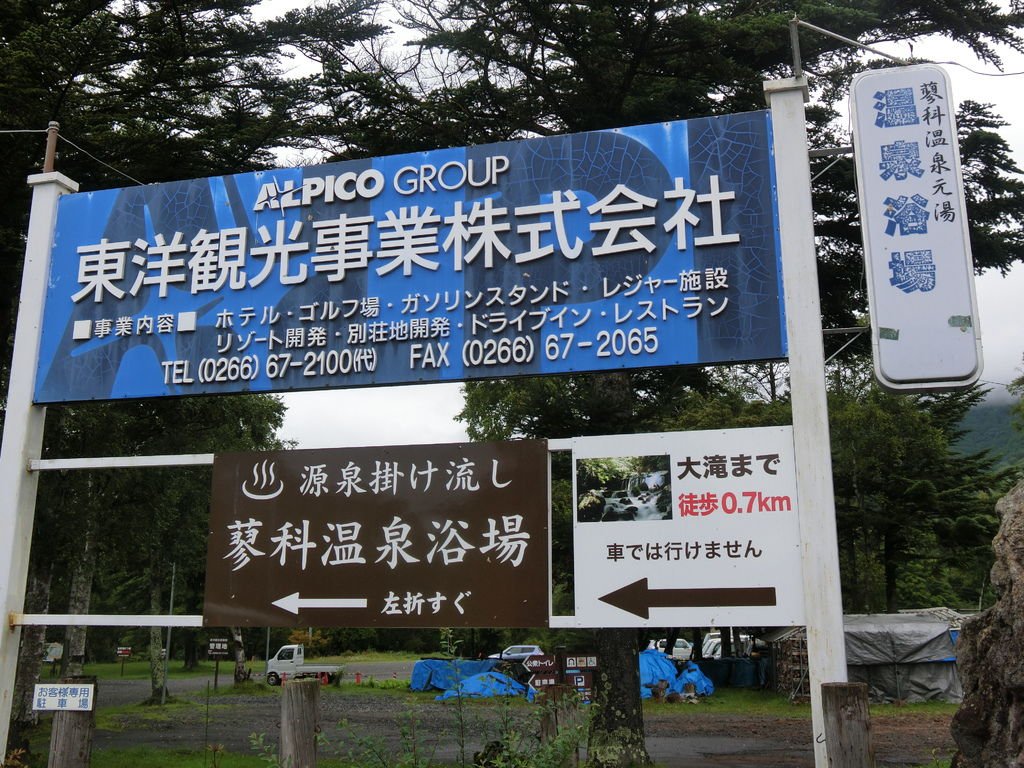 ALPICO GROUP
東洋観光事業株式会社
■事業内容■
ホテル・ゴルフ場・ガソリンスタンド・レジャー施設
リゾート開発・別荘地開発・ドライブイン・レストラン
TEL (0266) 67-2100(代) FAX (0266) 67-2065
蓼科温泉元湯
温泉浴場
源泉掛け流し
蓼科温泉浴場
左折すぐ
大滝まで
徒歩0.7km
車では行けません
お客様専用
駐車場
公衆トイレ
P